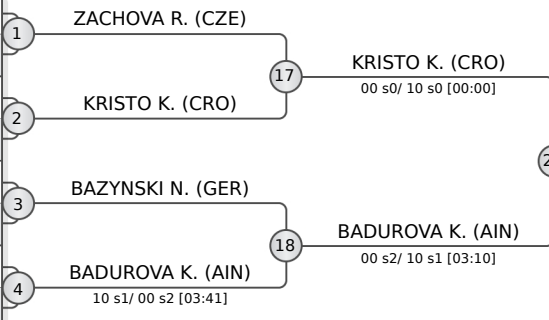 ZACHOVA R. (CZE)
1
KRISTO K. (CRO)
17
00 s0/ 10 s0 [00:00]
KRISTO K. (CRO)
2
BAZYNSKI N. (GER)
3
BADUROVA K. (AIN)
18
00 s2/ 10 s1 [03:10]
BADUROVA K. (AIN)
4
10 s1/ 00 s2 [03:41]